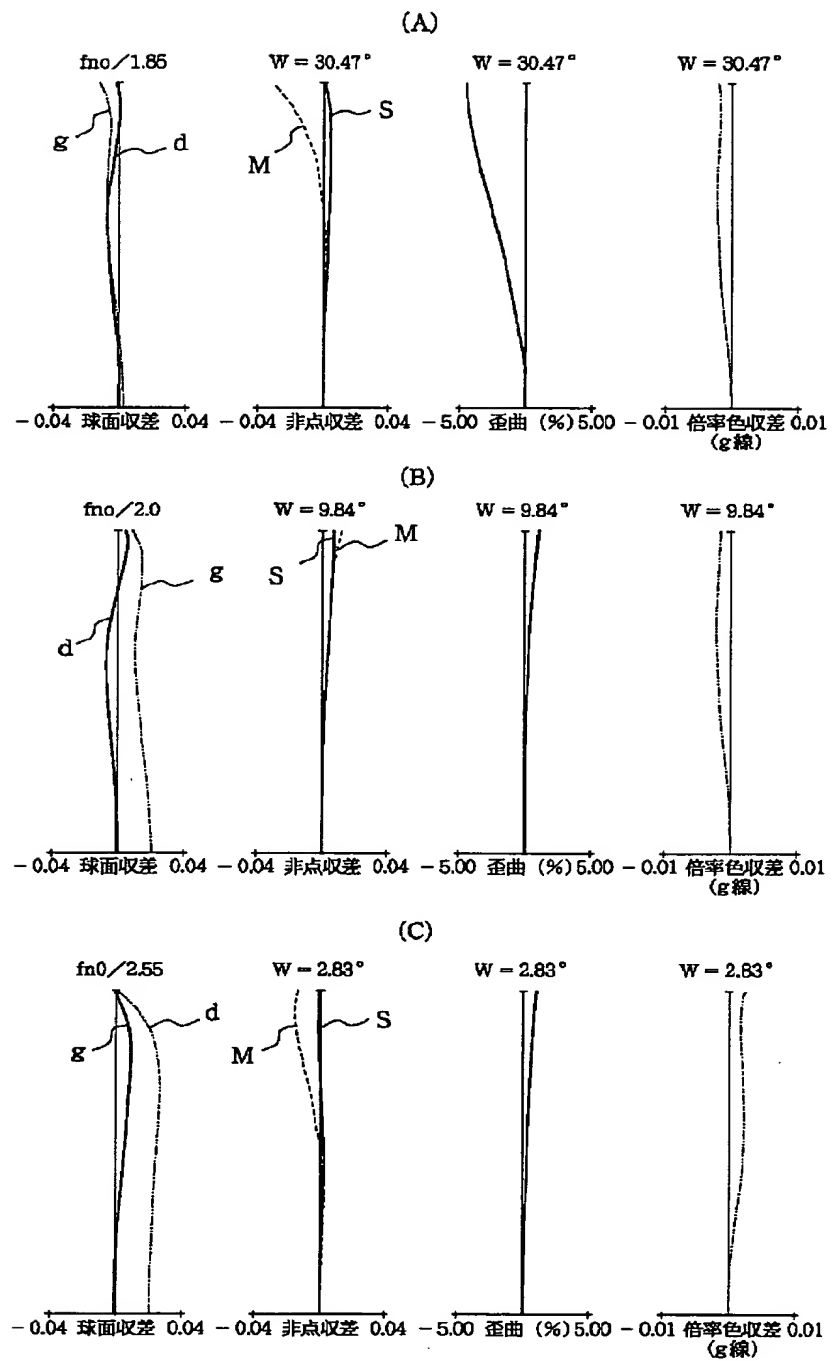 (A)
fno／1.85
W = 30.47°
W = 30.47°
W = 30.47°
g
d
M
S
－0.04 球面収差 0.04
－0.04 非点収差 0.04
－5.00 歪曲 (％) 5.00
－0.01 倍率色収差 0.01
(g線)
(B)
fno／2.0
W = 9.84°
W = 9.84°
W = 9.84°
d
g
S
M
－0.04 球面収差 0.04
－0.04 非点収差 0.04
－5.00 歪曲 (％) 5.00
－0.01 倍率色収差 0.01
(g線)
(C)
fn0／2.55
W = 2.83°
W = 2.83°
W = 2.83°
g
d
M
S
－0.04 球面収差 0.04
－0.04 非点収差 0.04
－5.00 歪曲 (％) 5.00
－0.01 倍率色収差 0.01
(g線)